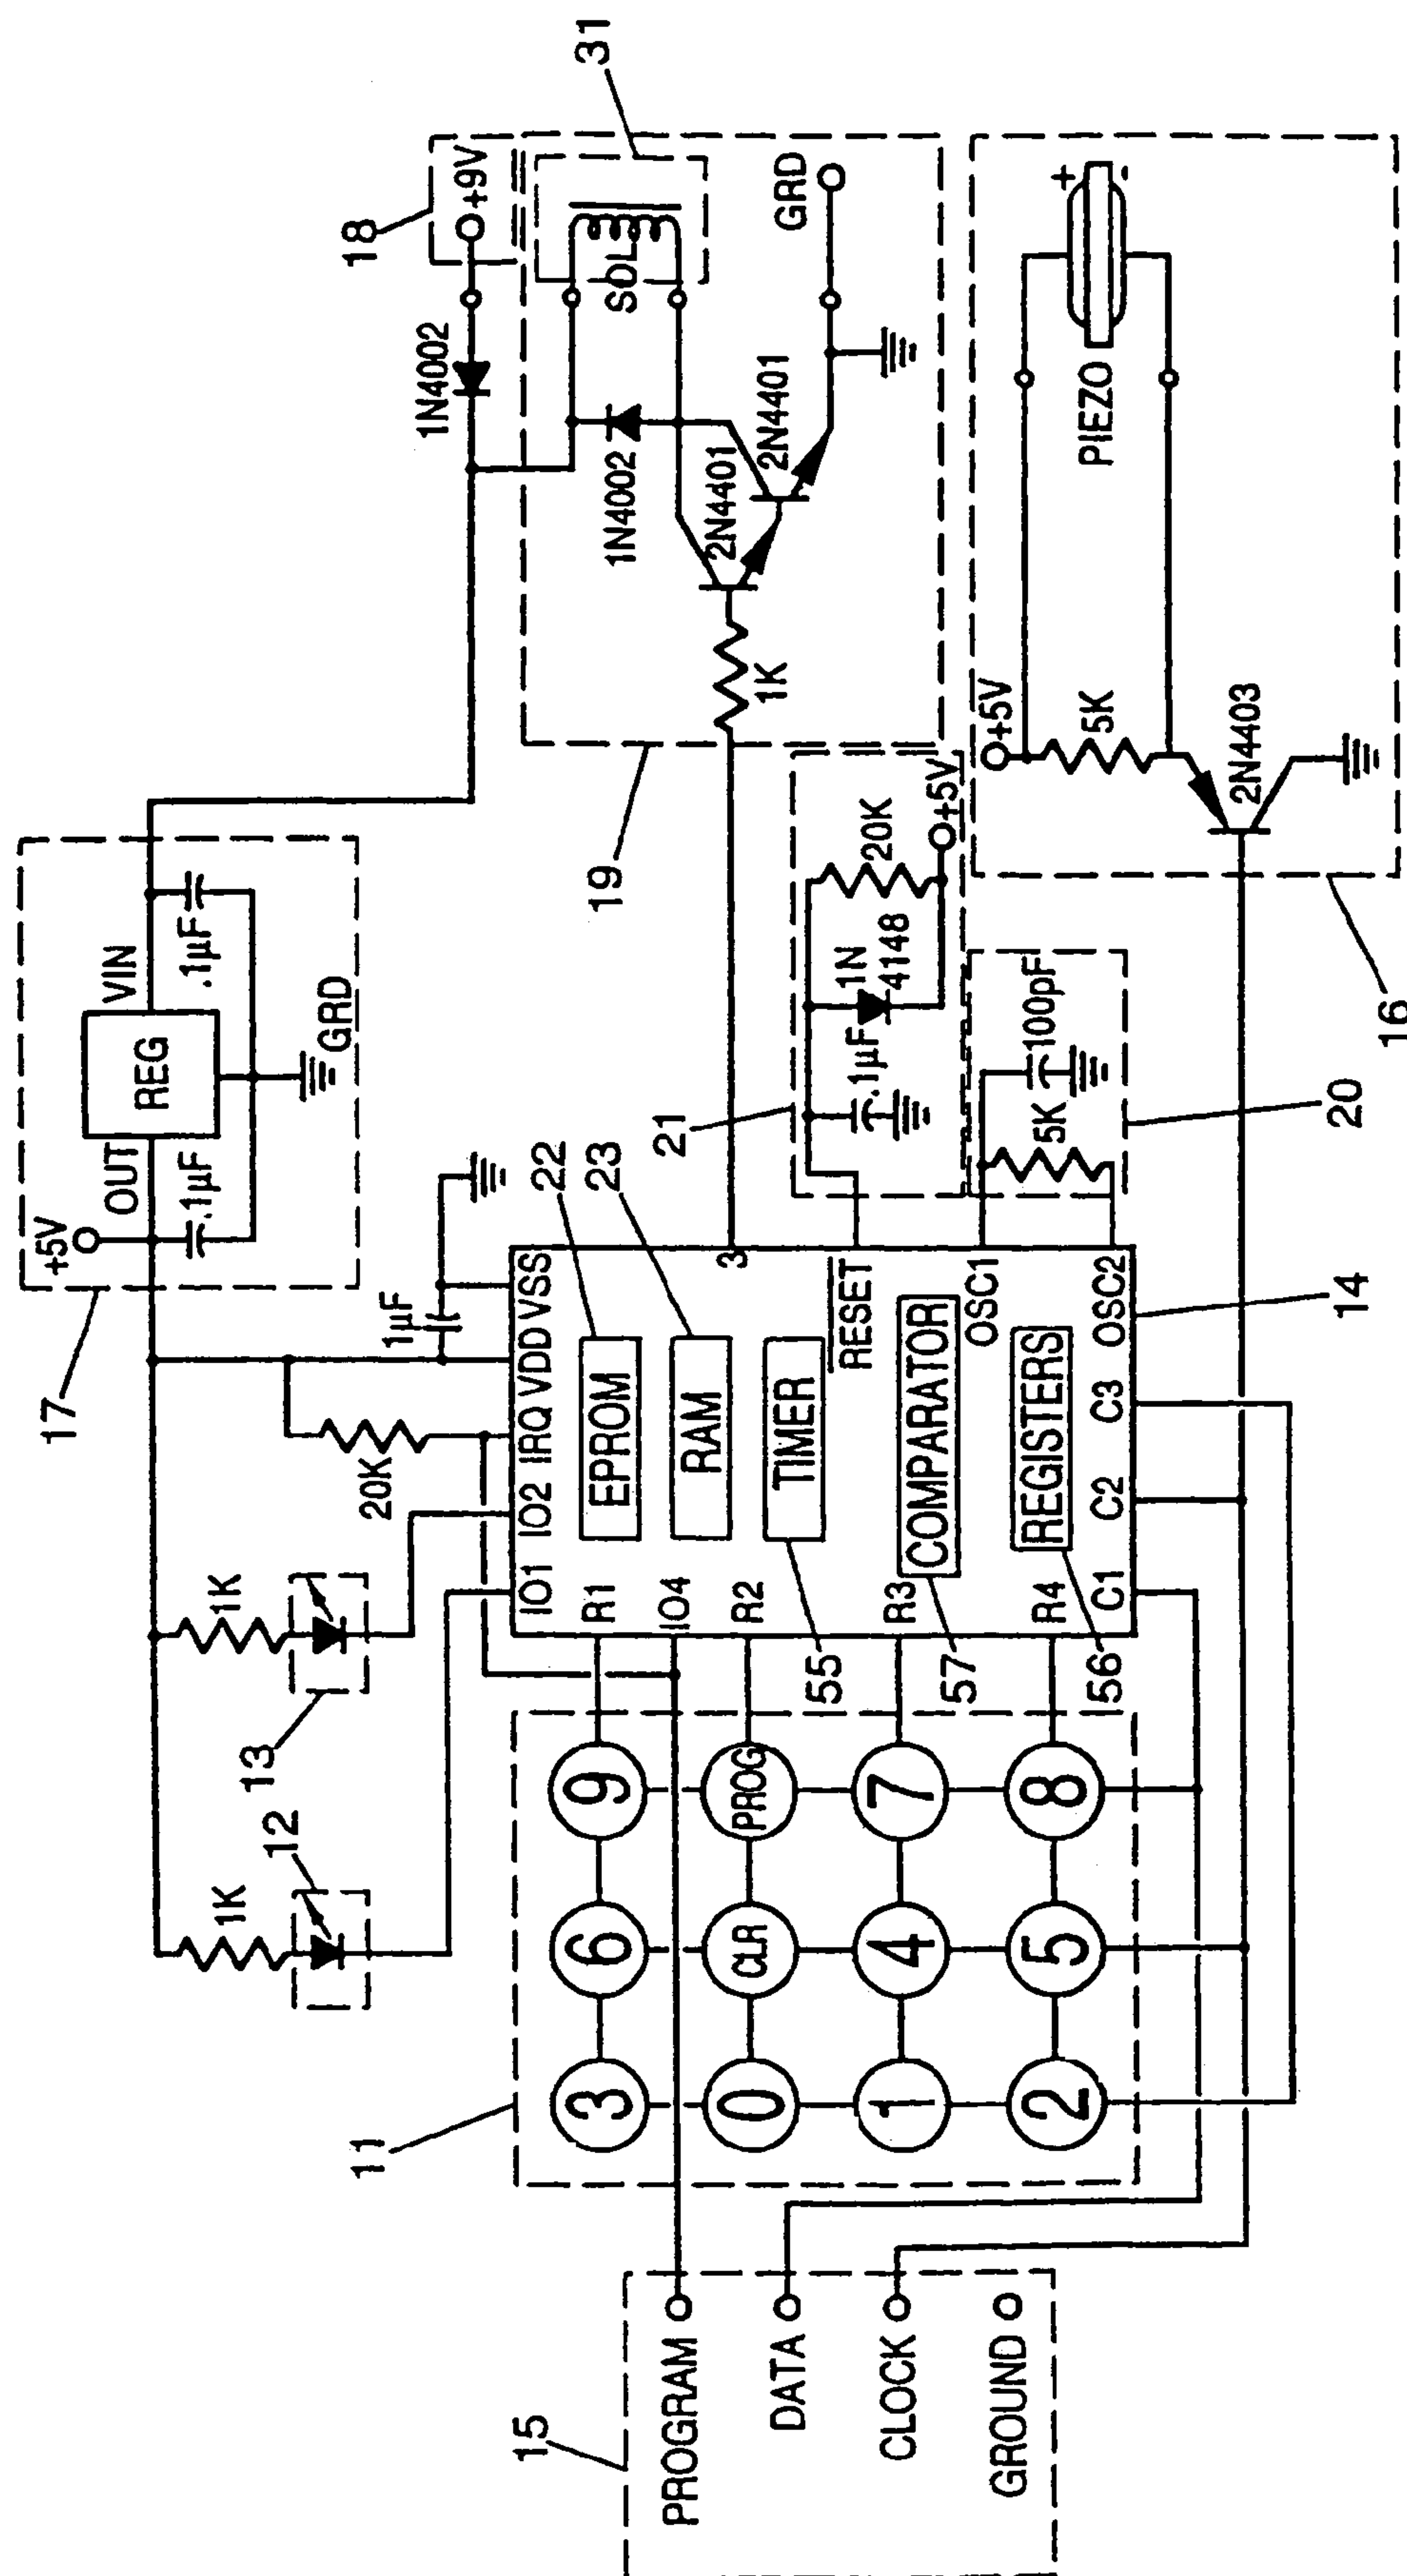 17
+5V
OUT
VIN
REG
.1µF
.1µF
GRD
18
+9V
1N4002
31
SOL
1N4002
2N4401
2N4401
GRD
1K
19
12
1K
13
1K
20K
1µF
IO1
IO2
IRQ
VDD
VSS
R1
IO4
R2
R3
R4
C1
C2
C3
3
RESET
OSC1
OSC2
EPROM
RAM
TIMER
COMPARATOR
REGISTERS
22
23
55
57
56
14
21
.1µF
1N
4148
20K
+5V
20
5K
100pF
16
+5V
5K
2N4403
PIEZO
+
-
11
3
6
9
0
CLR
PROG
1
4
7
2
5
8
15
PROGRAM
DATA
CLOCK
GROUND